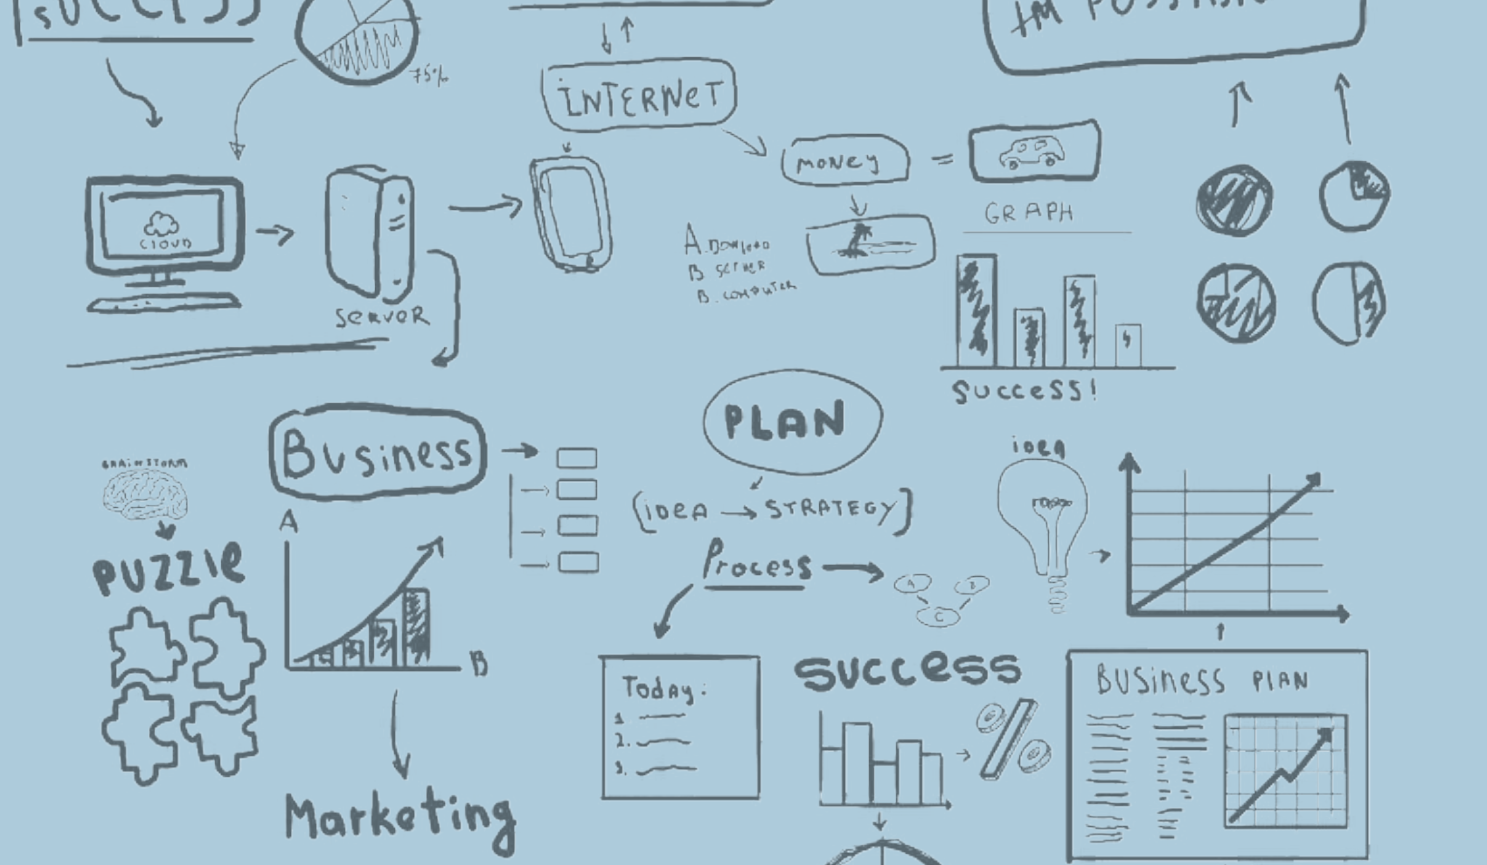 SUCCESS
75%
INTERNET
MONEY
=
GRAPH
CLOUD
SERVER
A. DOWNLOAD
B. SERVER
B. COMPUTER
SUCCESS!
PLAN
BUSINESS
idea
BRAINSTORM
(IDEA → STRATEGY]
PUZZLE
A
Process
A
B
C
B
SUCCESS
Today:
1.
2.
3.
%
BUSINESS PLAN
Marketing